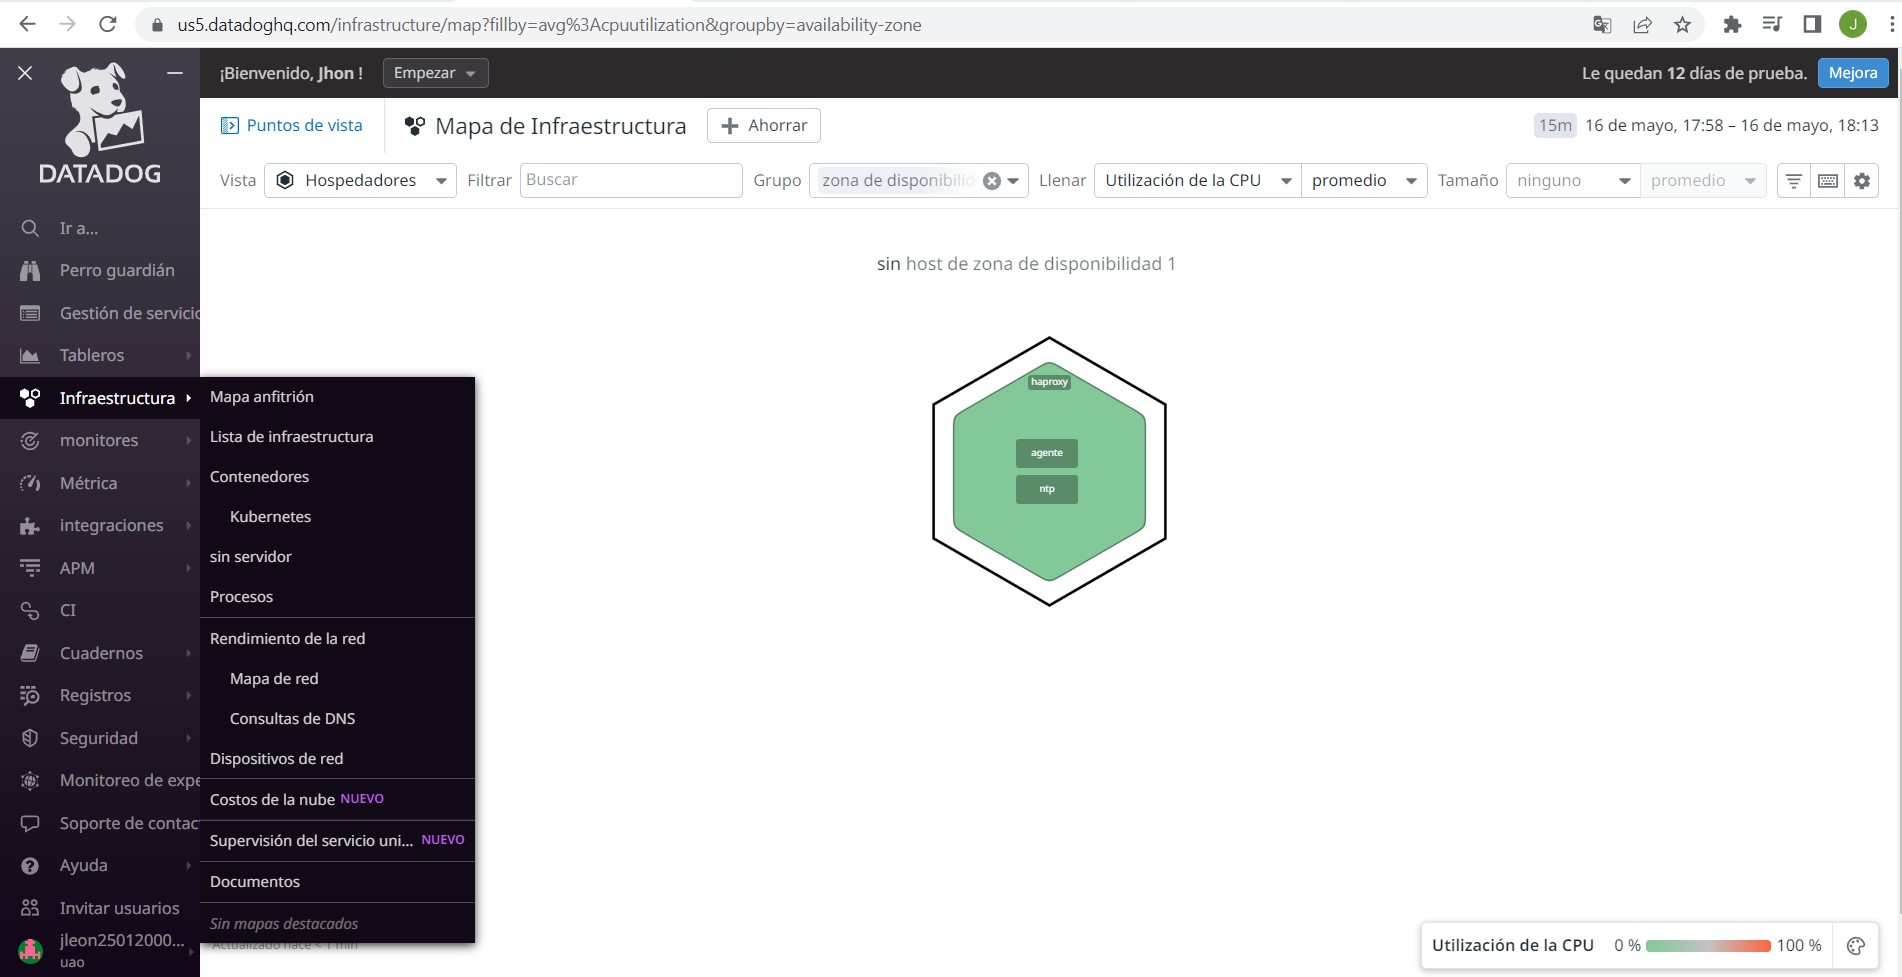 us5.datadoghq.com/infrastructure/map?fillby=avg%3Acpuutilization&groupby=availability-zone
J
¡Bienvenido, Jhon !
Empezar
Le quedan 12 días de prueba.
Mejora
DATADOG
Puntos de vista
Mapa de Infraestructura
Ahorrar
15m
16 de mayo, 17:58 – 16 de mayo, 18:13
Vista
Hospedadores
Filtrar
Buscar
Grupo
zona de disponibilio
Llenar
Utilización de la CPU
promedio
Tamaño
ninguno
promedio
Ir a...
Perro guardián
Gestión de servicio
Tableros
Infraestructura
monitores
Métrica
integraciones
APM
CI
Cuadernos
Registros
Seguridad
Monitoreo de expe
Soporte de contac
Ayuda
Invitar usuarios
jleon25012000...
uao
Mapa anfitrión
Lista de infraestructura
Contenedores
Kubernetes
sin servidor
Procesos
Rendimiento de la red
Mapa de red
Consultas de DNS
Dispositivos de red
Costos de la nube NUEVO
Supervisión del servicio uni... NUEVO
Documentos
Sin mapas destacados
Actualizado hace < 1 min
sin host de zona de disponibilidad 1
haproxy
agente
ntp
Utilización de la CPU
0 %
100 %